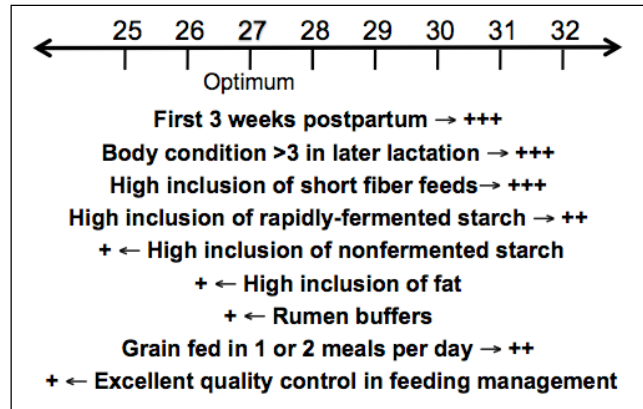 25 26 27 28 29 30 31 32
Optimum
First 3 weeks postpartum → +++
Body condition >3 in later lactation → +++
High inclusion of short fiber feeds→ +++
High inclusion of rapidly-fermented starch → ++
+ ← High inclusion of nonfermented starch
+ ← High inclusion of fat
+ ← Rumen buffers
Grain fed in 1 or 2 meals per day → ++
+ ← Excellent quality control in feeding management